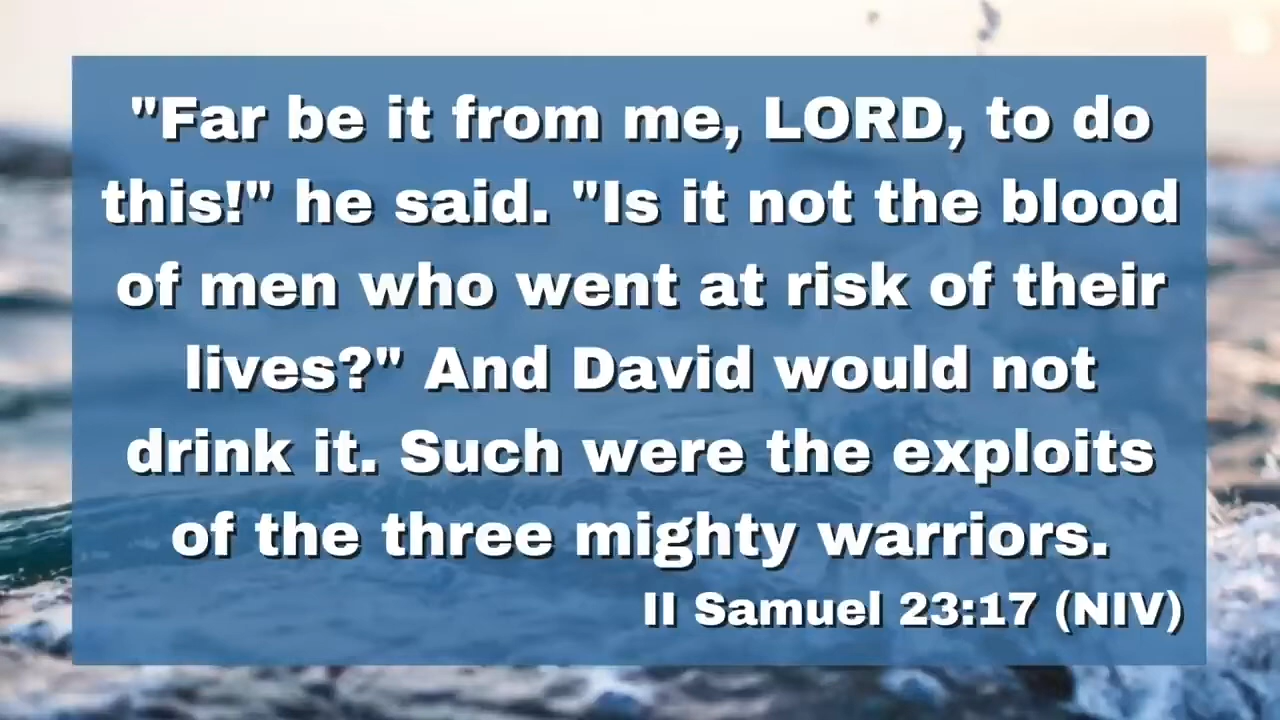 "Far be it from me, LORD, to do
this!" he said. "Is it not the blood
of men who went at risk of their
lives?" And David would not
drink it. Such were the exploits
of the three mighty warriors.
II Samuel 23:17 (NIV)